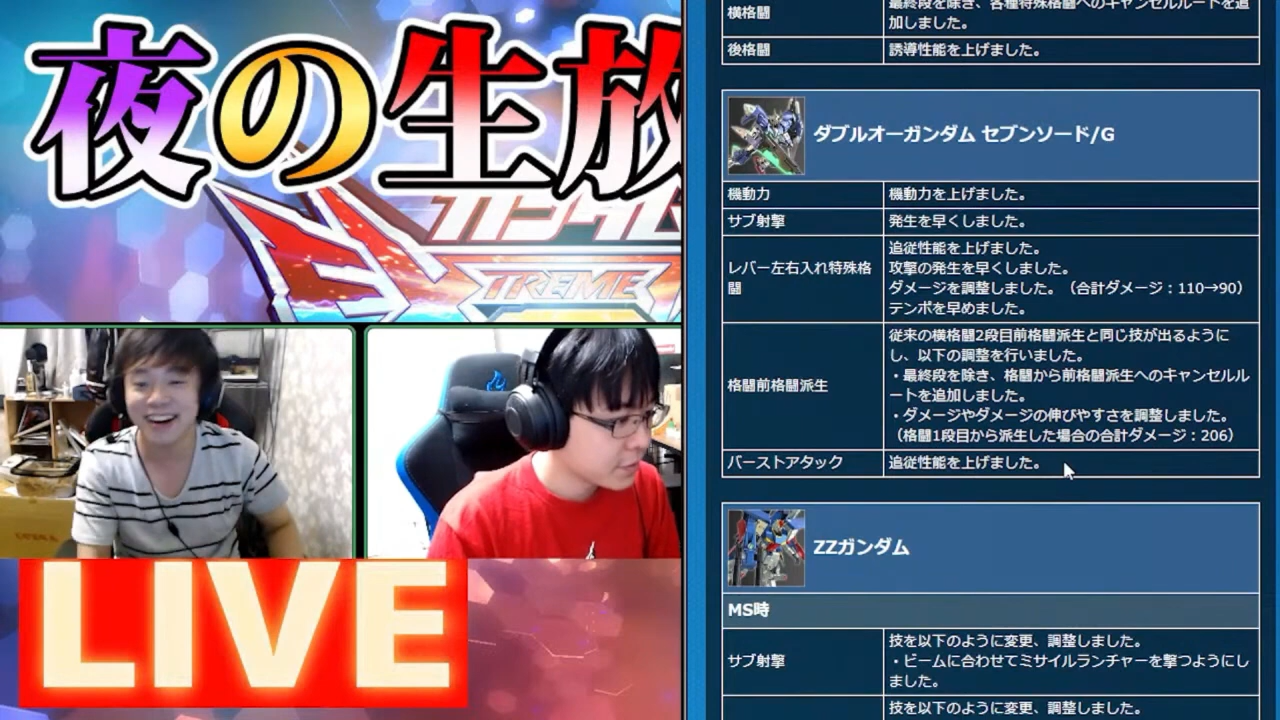 夜の生放
ガンダム
EXTREME
LIVE
横格闘
最終段を除き、各種特殊格闘へのキャンセルルートを追
加しました。
後格闘
誘導性能を上げました。
ダブルオーガンダム セブンソード/G
機動力
機動力を上げました。
サブ射撃
発生を早くしました。
レバー左右入れ特殊格
闘
追従性能を上げました。
攻撃の発生を早くしました。
ダメージを調整しました。（合計ダメージ：110→90）
テンポを早めました。
格闘前格闘派生
従来の横格闘2段目前格闘派生と同じ技が出るように
し、以下の調整を行いました。
・最終段を除き、格闘から前格闘派生へのキャンセルル
ートを追加しました。
・ダメージやダメージの伸びやすさを調整しました。
（格闘1段目から派生した場合の合計ダメージ：206）
バーストアタック
追従性能を上げました。
ZZガンダム
MS時
サブ射撃
技を以下のように変更、調整しました。
・ビームに合わせてミサイルランチャーを撃つようにし
ました。
技を以下のように変更、調整しました。